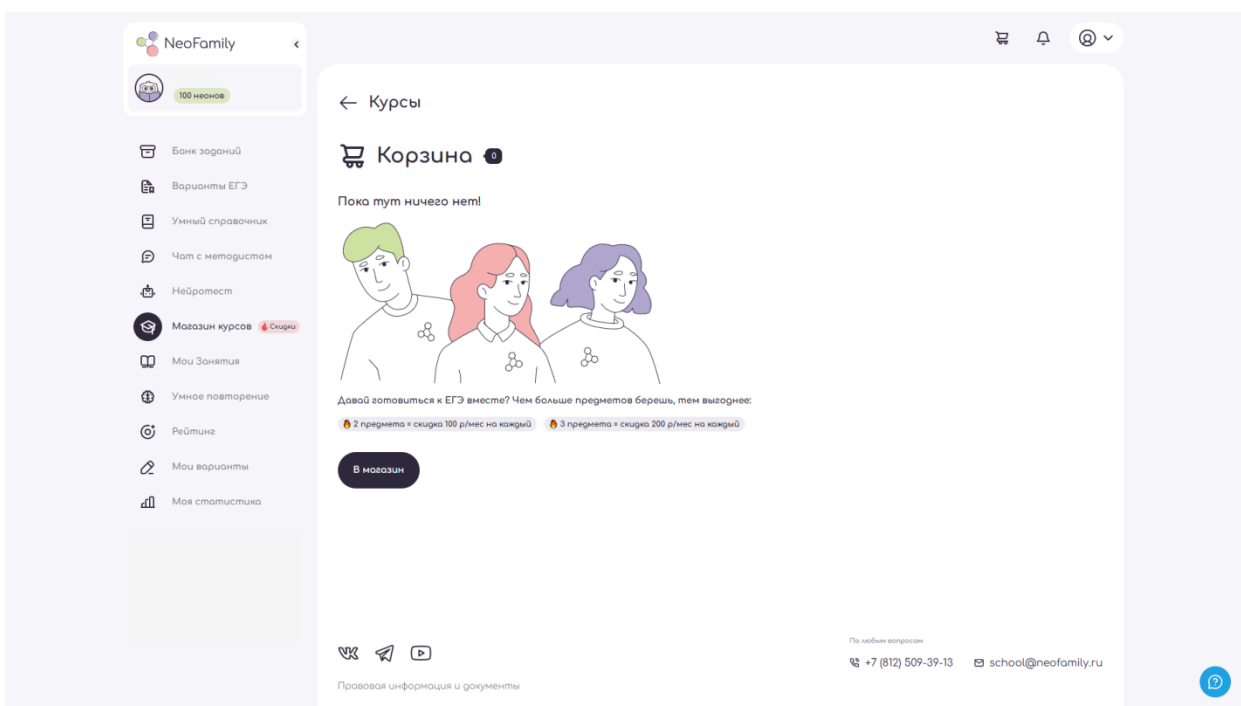 NeoFamily
100 неонов
Банк заданий
Варианты ЕГЭ
Умный справочник
Чат с методистом
Нейротест
Магазин курсов Скидки
Мои Занятия
Умное повторение
Рейтинг
Мои варианты
Моя статистика
← Курсы
Корзина 0
Пока тут ничего нет!
Давай готовиться к ЕГЭ вместе? Чем больше предметов берешь, тем выгоднее:
2 предмета = скидка 100 р/мес на каждый
3 предмета = скидка 200 р/мес на каждый
В магазин
По любым вопросам
+7 (812) 509-39-13
school@neofamily.ru
Правовая информация и документы